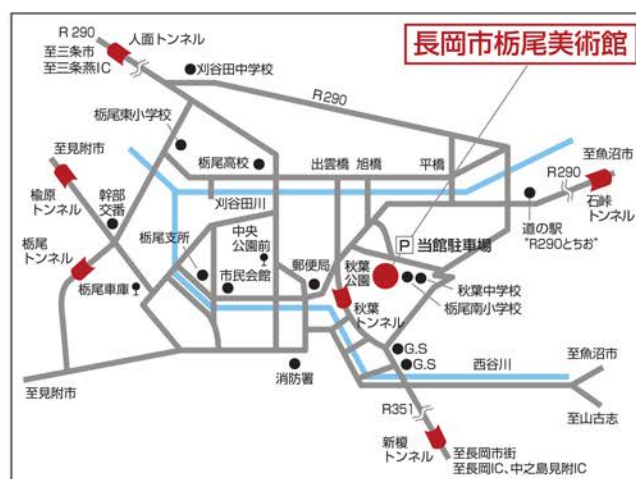 R 290
人面トンネル
至三条市
至三条燕IC
長岡市栃尾美術館
刈谷田中学校
R290
栃尾東小学校
至見附市
栃尾高校
出雲橋
旭橋
平橋
至魚沼市
R290
石峠
トンネル
楡原
トンネル
幹部
交番
刈谷田川
道の駅
"R290とちお"
栃尾
トンネル
栃尾支所
中央
公園前
郵便局
P
当館駐車場
秋葉
公園
秋葉中学校
栃尾南小学校
栃尾車庫
市民会館
秋葉
トンネル
G.S
G.S
西谷川
至魚沼市
至見附市
消防署
R351
至山古志
新榎
トンネル
至長岡市街
至長岡IC、中之島見附IC